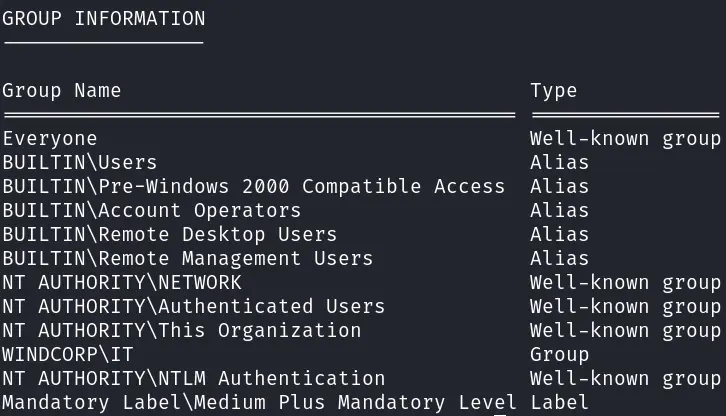 GROUP INFORMATION
-----------------
Group Name Type
=========================================== ================
Everyone Well-known group
BUILTIN\Users Alias
BUILTIN\Pre-Windows 2000 Compatible Access Alias
BUILTIN\Account Operators Alias
BUILTIN\Remote Desktop Users Alias
BUILTIN\Remote Management Users Alias
NT AUTHORITY\NETWORK Well-known group
NT AUTHORITY\Authenticated Users Well-known group
NT AUTHORITY\This Organization Well-known group
WINDCORP\IT Group
NT AUTHORITY\NTLM Authentication Well-known group
Mandatory Label\Medium Plus Mandatory Level Label